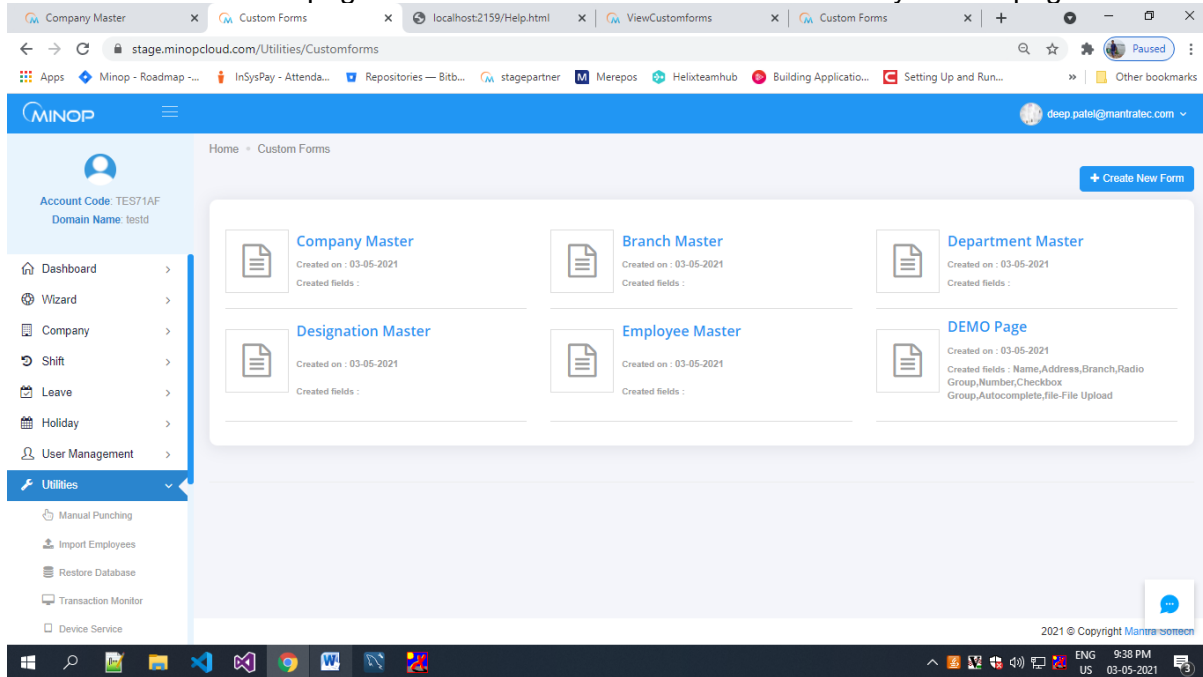 Company Master
Custom Forms
localhost:2159/Help.html
ViewCustomforms
Custom Forms
stage.minopcloud.com/Utilities/Customforms
Paused
Apps
Minop - Roadmap -...
InSysPay - Attenda...
Repositories — Bitb...
stagepartner
Merepos
Helixteamhub
Building Applicatio...
Setting Up and Run...
»
Other bookmarks
MINOP
deep.patel@mantratec.com
Account Code: TES71AF
Domain Name: testd
Dashboard
Wizard
Company
Shift
Leave
Holiday
User Management
Utilities
Manual Punching
Import Employees
Restore Database
Transaction Monitor
Device Service
Home
Custom Forms
+ Create New Form
Company Master
Created on : 03-05-2021
Created fields :
Branch Master
Created on : 03-05-2021
Created fields :
Department Master
Created on : 03-05-2021
Created fields :
Designation Master
Created on : 03-05-2021
Created fields :
Employee Master
Created on : 03-05-2021
Created fields :
DEMO Page
Created on : 03-05-2021
Created fields : Name,Address,Branch,Radio
Group,Number,Checkbox
Group,Autocomplete,file-File Upload
2021 © Copyright Mantra Softech
ENG
US
9:38 PM
03-05-2021
3